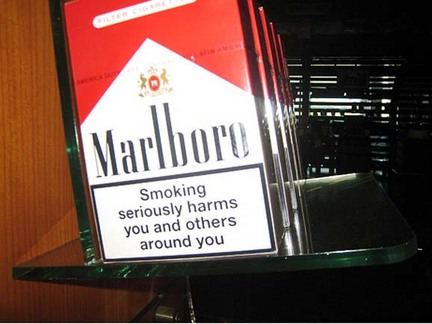 FILTER CIGARETTES
Marlboro
Smoking
seriously harms
you and others
around you